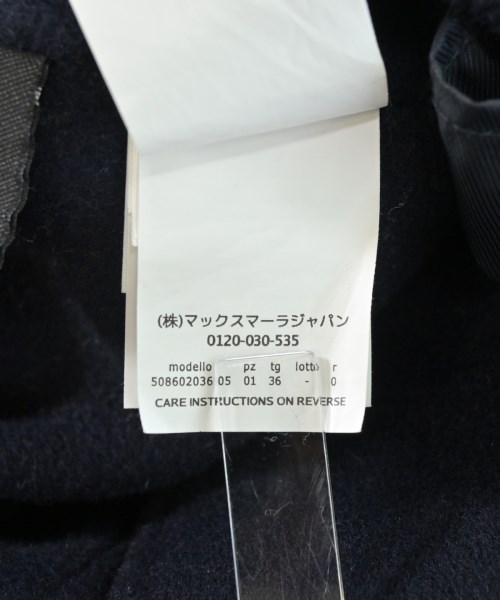 (株)マックスマーラジャパン
0120-030-535
modello pz tg lotto r
508602036 05 01 36 - 0
CARE INSTRUCTIONS ON REVERSE